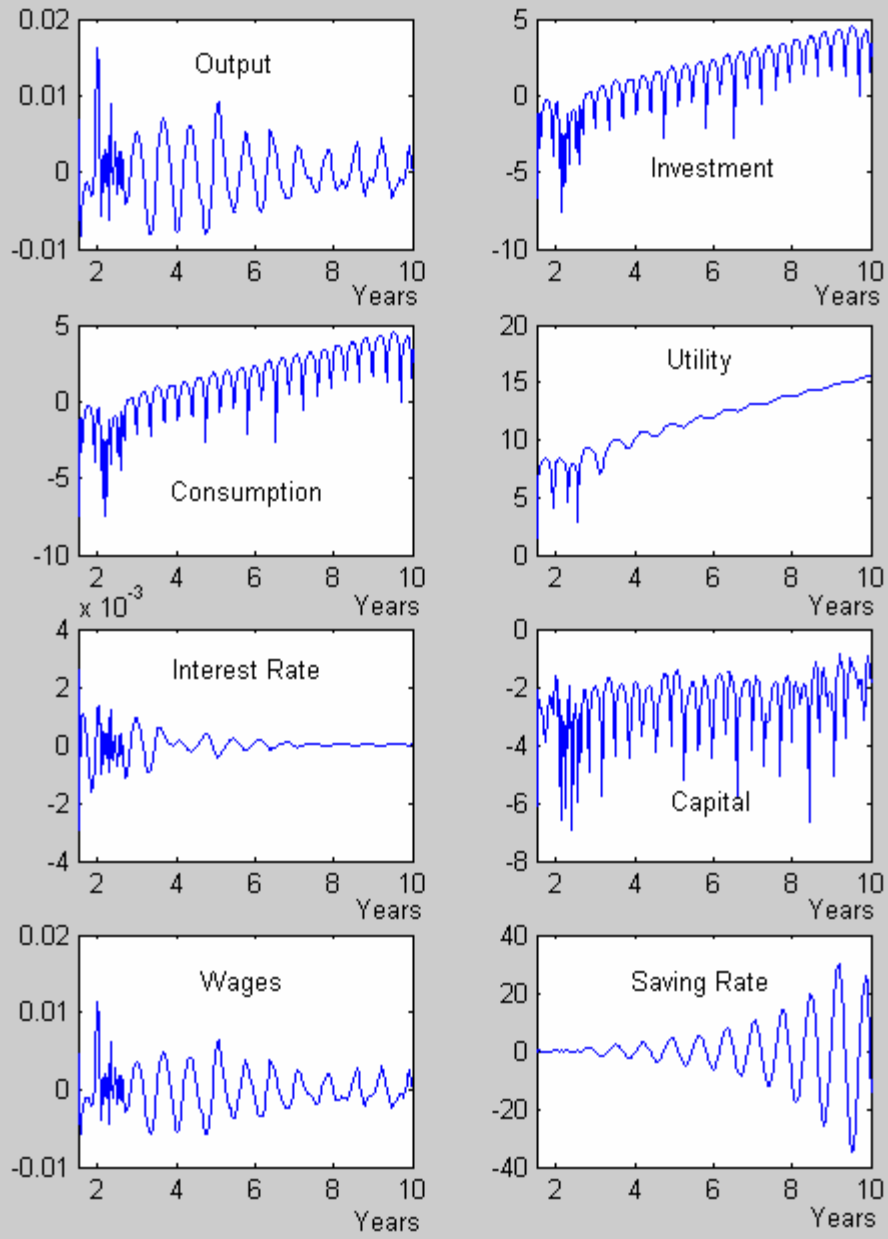 0.02
0.01
0
-0.01
Output
2 4 6 8 10
Years
5
0
-5
-10
Investment
2 4 6 8 10
Years
5
0
-5
-10
Consumption
2 4 6 8 10
Years
20
15
10
5
0
Utility
2 4 6 8 10
Years
x 10-3
4
2
0
-2
-4
Interest Rate
2 4 6 8 10
Years
0
-2
-4
-6
-8
Capital
2 4 6 8 10
Years
0.02
0.01
0
-0.01
Wages
2 4 6 8 10
Years
40
20
0
-20
-40
Saving Rate
2 4 6 8 10
Years